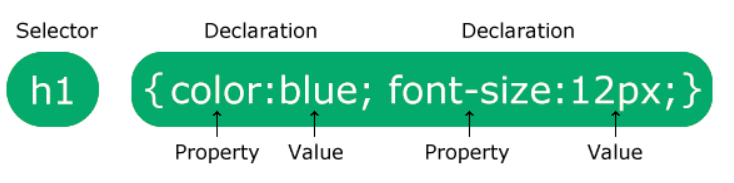 Selector Declaration Declaration
h1 {color:blue; font-size:12px;}
Property Value Property Value